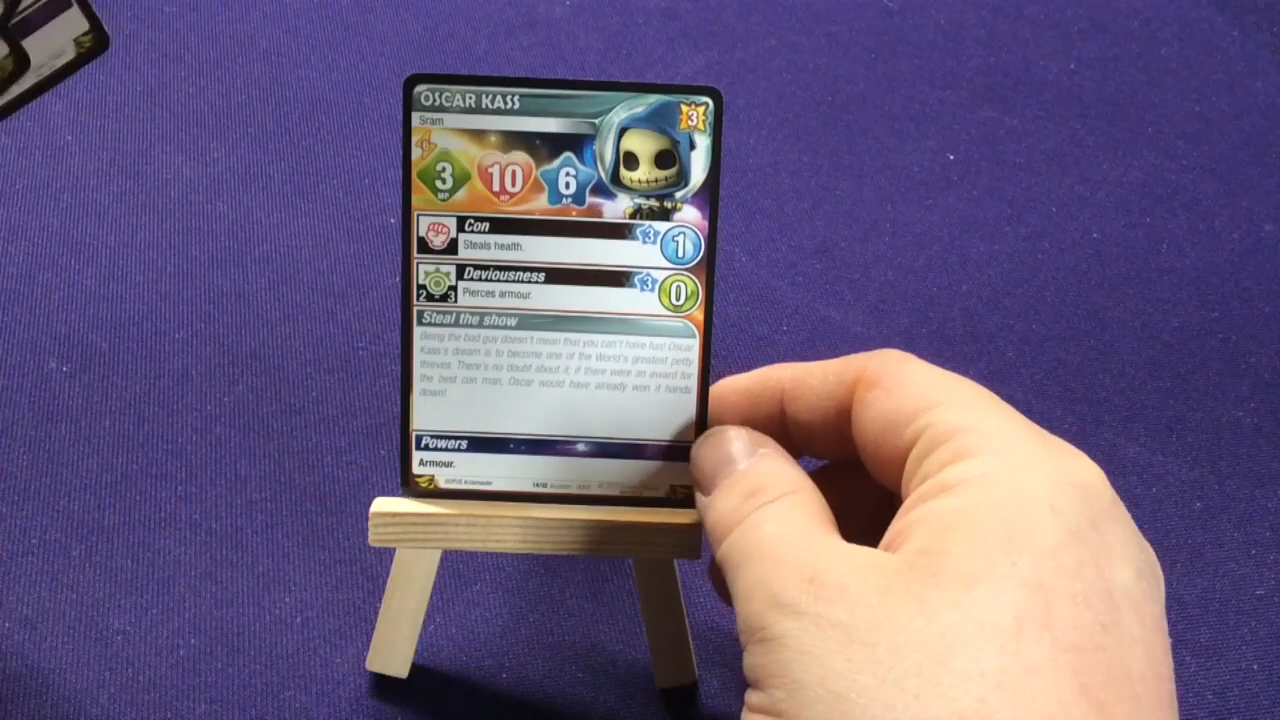 OSCAR KASS
3
Sram
6
3
MP
10
HP
6
AP
Con
3
1
Steals health.
Deviousness
3
0
2 - 3
Pierces armour.
Steal the show
Being the bad guy doesn't mean that you can't have fun! Oscar
Kass's dream is to become one of the World's greatest petty
thieves. There's no doubt about it; if there were an award for
the best con man, Oscar would have already won it hands
down!
Powers
Armour.